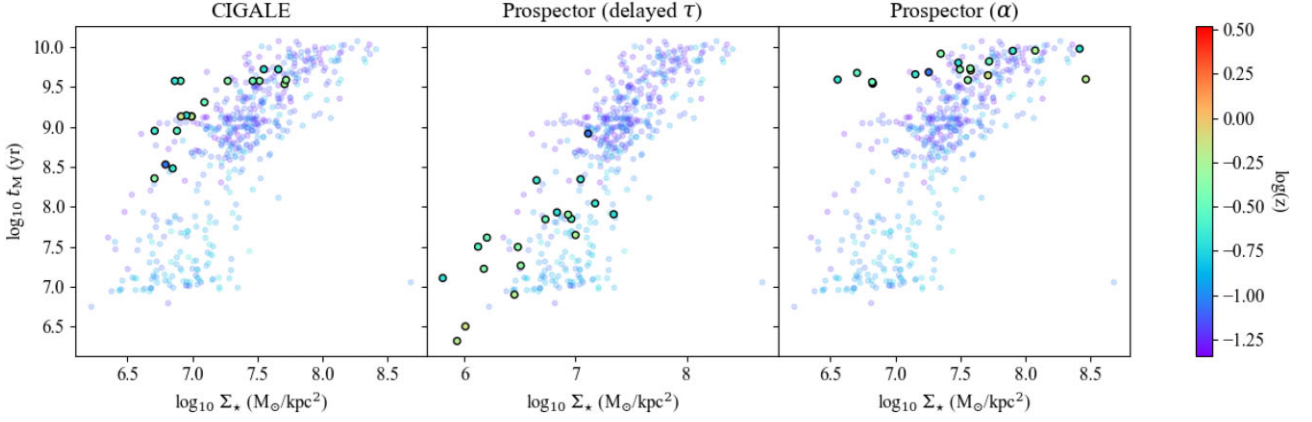 CIGALE
Prospector (delayed τ)
Prospector (α)
log₁₀ t_M (yr)
10.0
9.5
9.0
8.5
8.0
7.5
7.0
6.5
6.5 7.0 7.5 8.0 8.5
6 7 8
6.5 7.0 7.5 8.0 8.5
log₁₀ Σ⋆ (M⊙/kpc²)
log₁₀ Σ⋆ (M⊙/kpc²)
log₁₀ Σ⋆ (M⊙/kpc²)
0.50
0.25
0.00
−0.25
−0.50
−0.75
−1.00
−1.25
log(z)